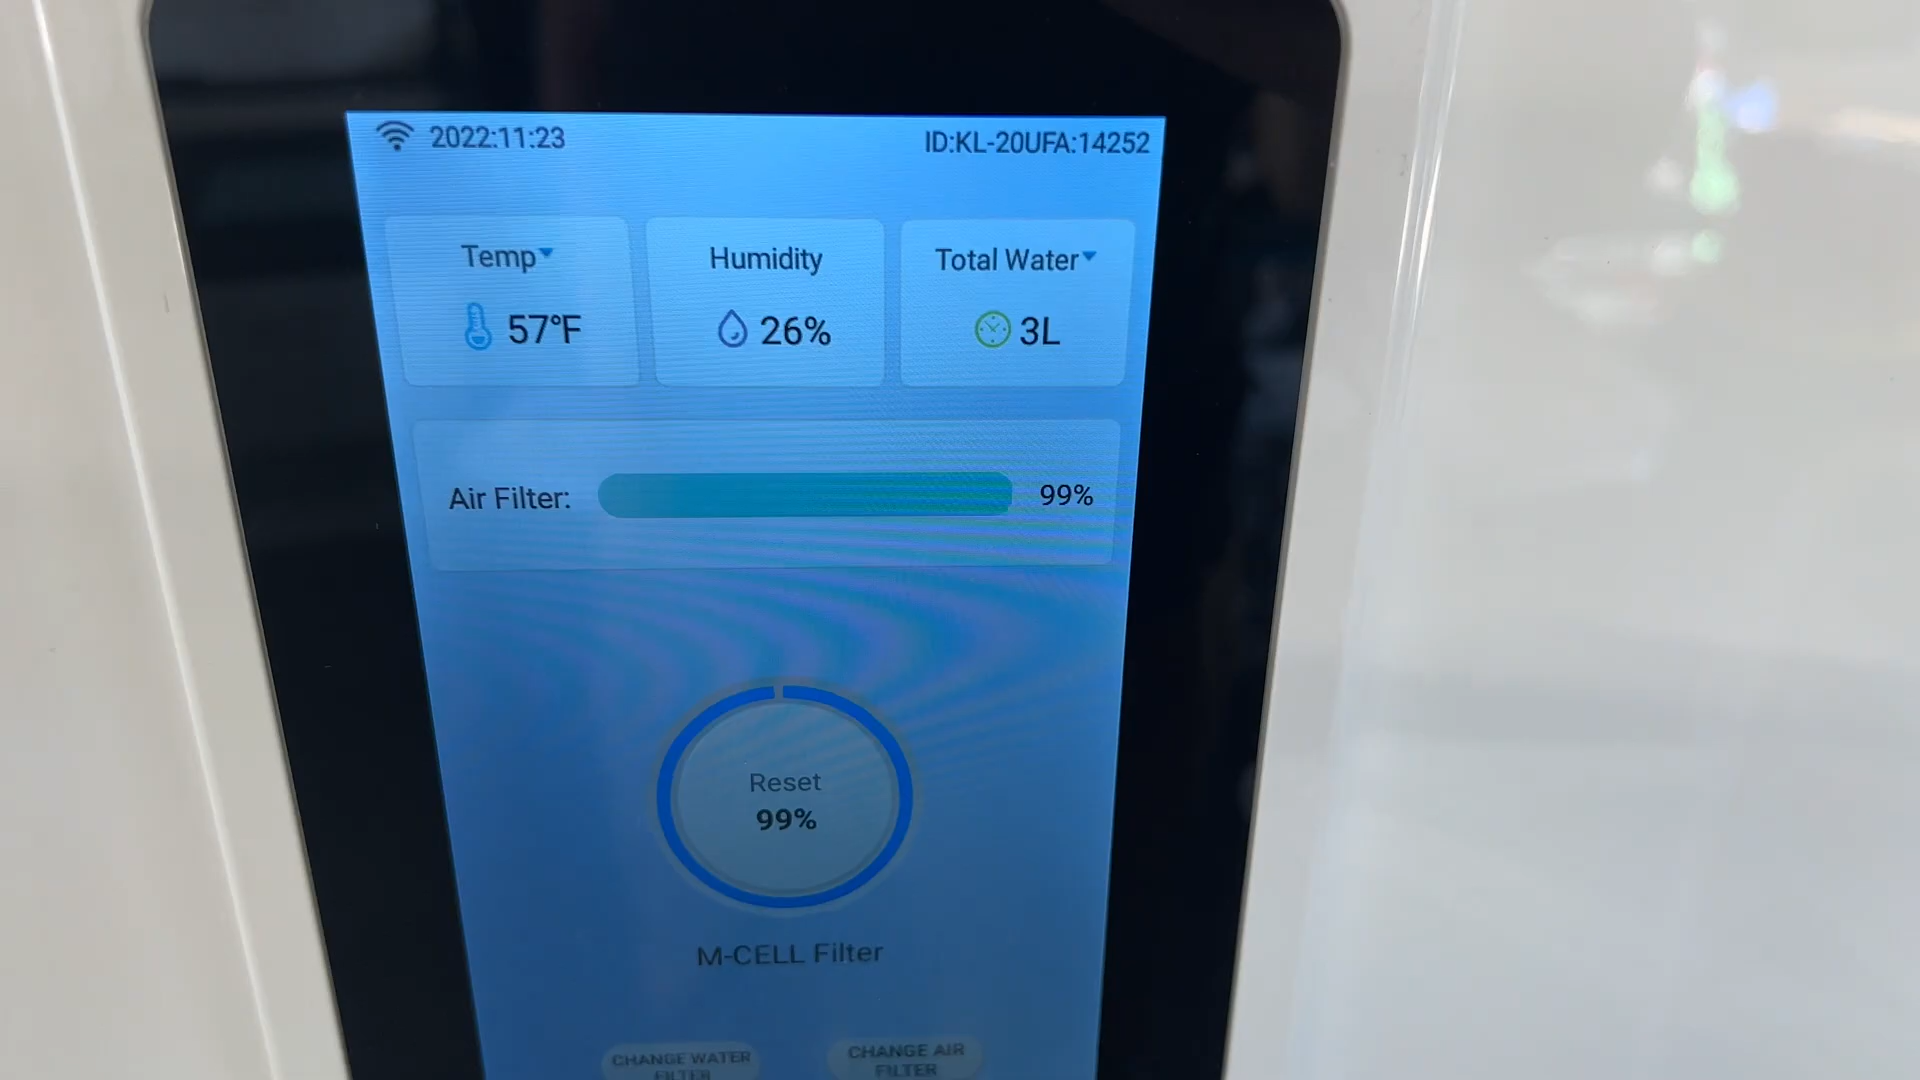 2022:11:23 ID:KL-20UFA:14252
Temp Humidity Total Water
57°F 26% 3L
Air Filter: 99%
Reset
99%
M-CELL Filter
CHANGE WATER FILTER
CHANGE AIR FILTER